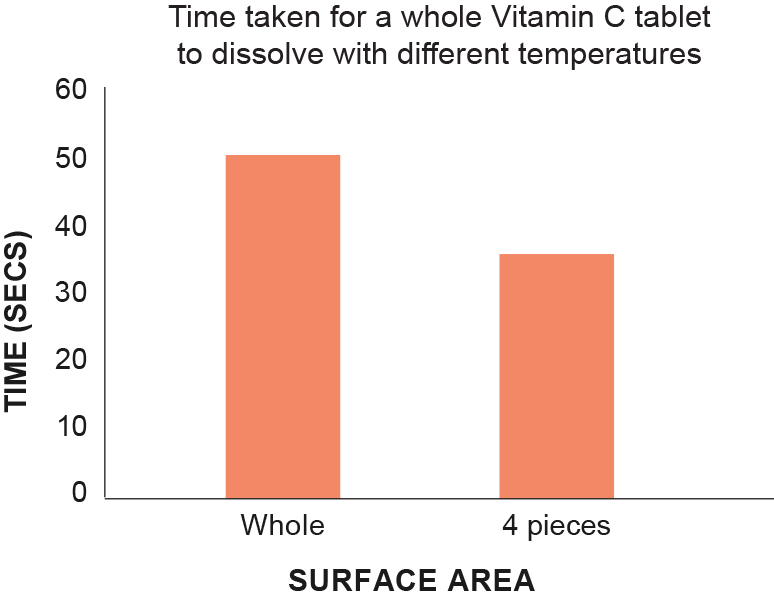 Time taken for a whole Vitamin C tablet
to dissolve with different temperatures
60
50
40
30
20
10
0
TIME (SECS)
Whole
4 pieces
SURFACE AREA